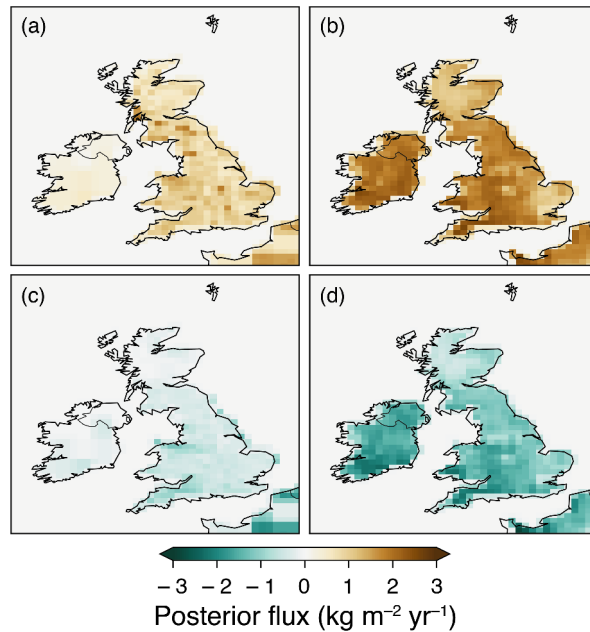 (a)
(b)
(c)
(d)
−3 −2 −1 0 1 2 3
Posterior flux (kg m⁻² yr⁻¹)